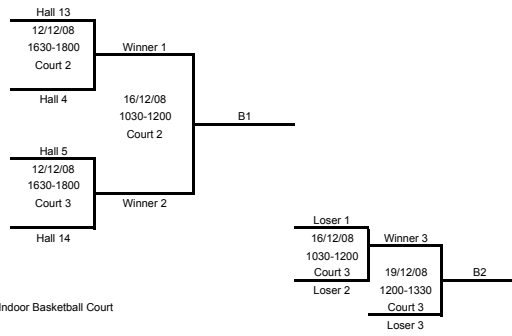 Hall 13
12/12/08
1630-1800
Court 2
Hall 4
Winner 1
16/12/08
1030-1200
Court 2
B1
Hall 5
12/12/08
1630-1800
Court 3
Hall 14
Winner 2
Loser 1
16/12/08
1030-1200
Court 3
Loser 2
Winner 3
19/12/08
1200-1330
Court 3
Loser 3
B2
Indoor Basketball Court